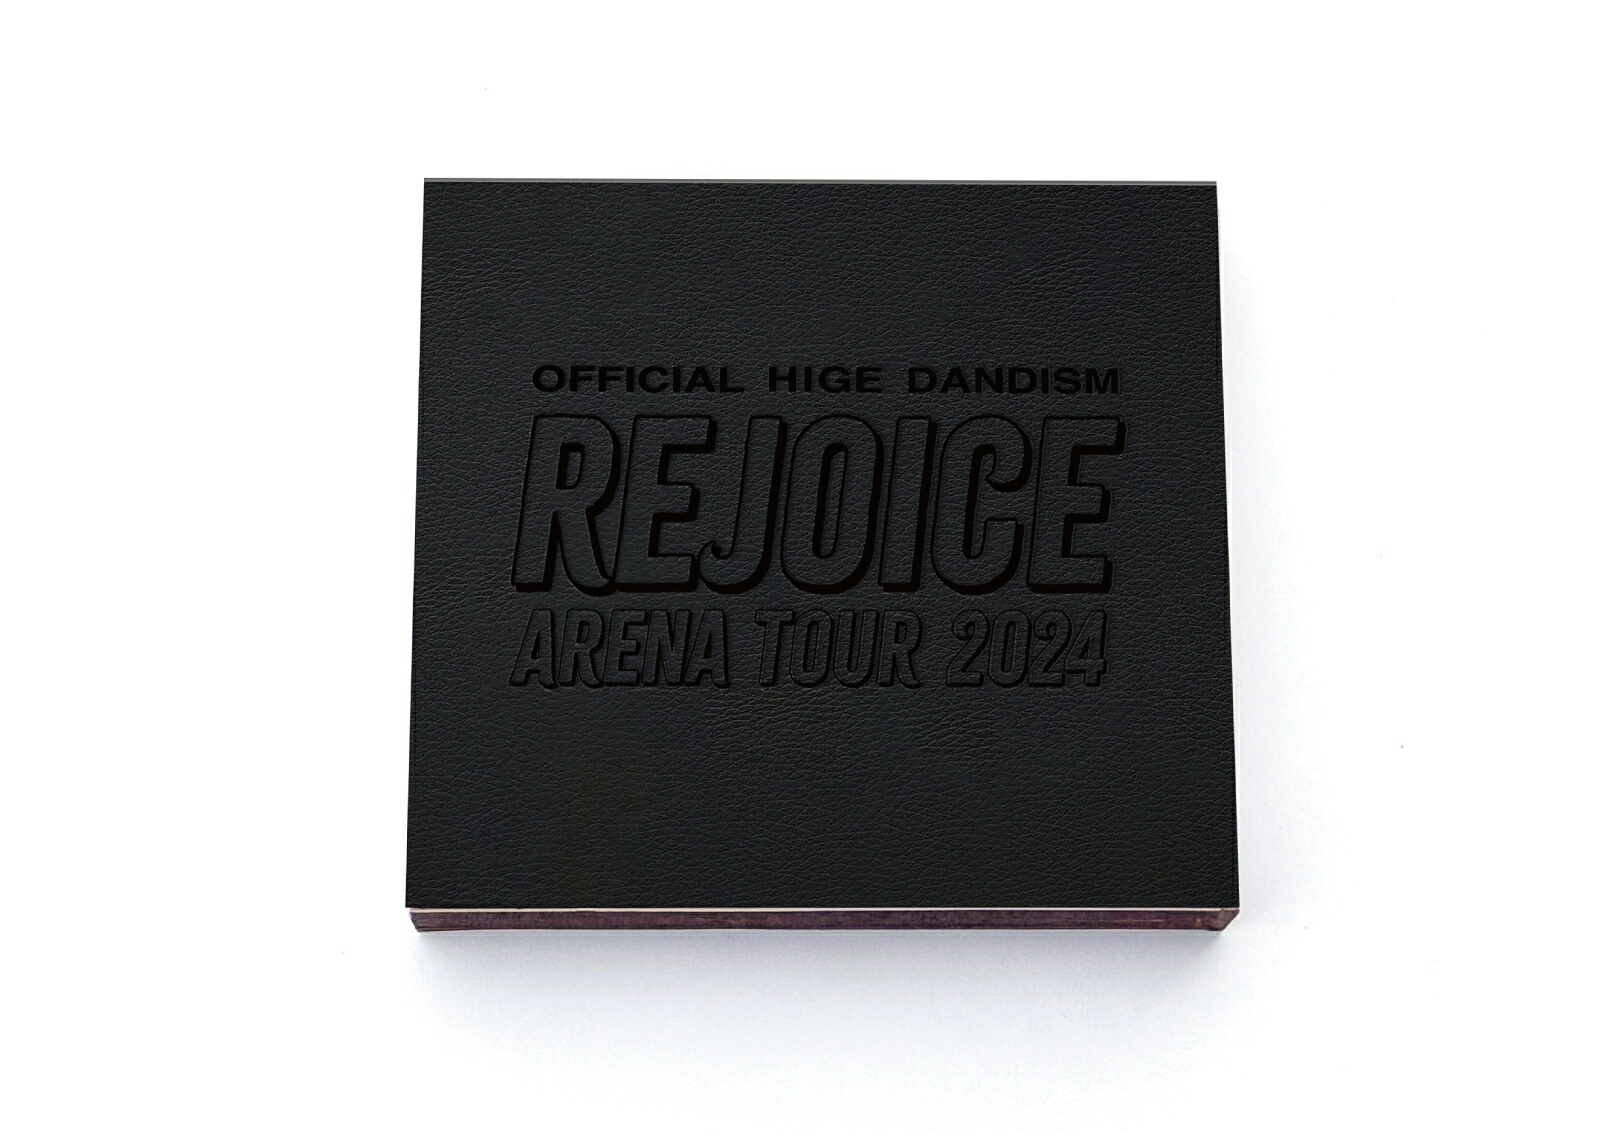 OFFICIAL HIGE DANDISM
REJOICE
ARENA TOUR 2024